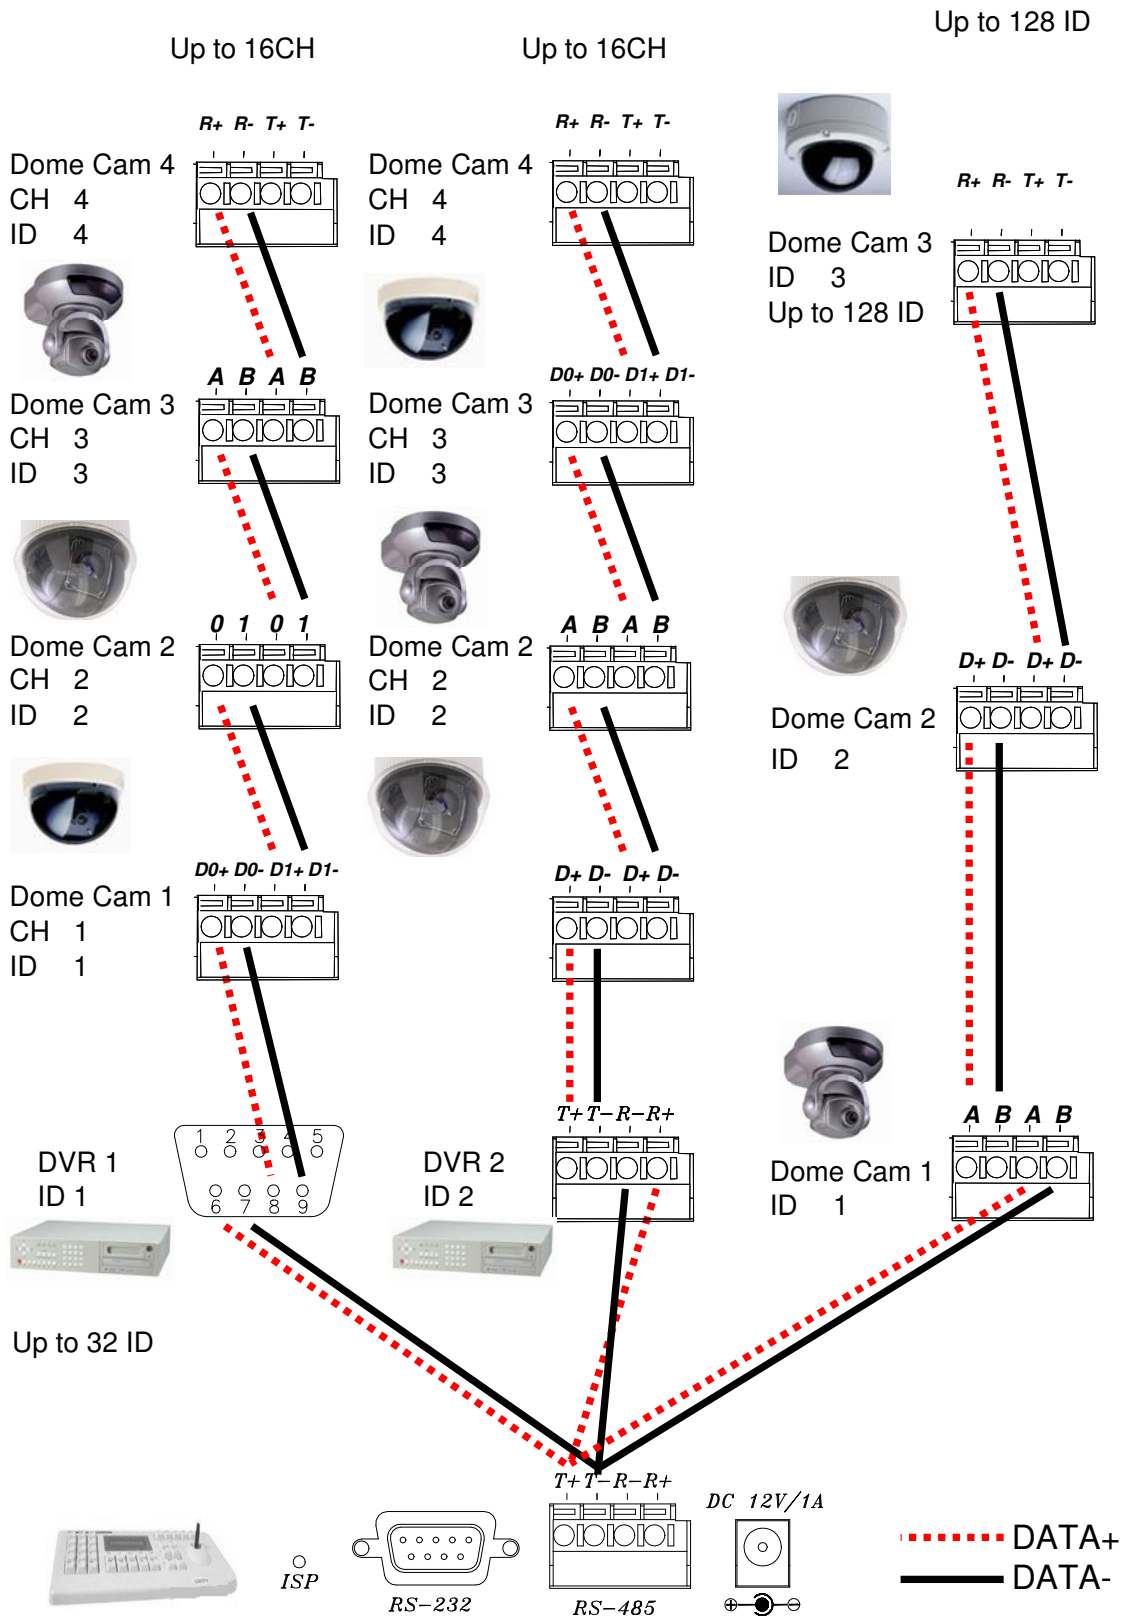 Up to 16CH
Up to 16CH
Up to 128 ID
R+ R- T+ T-
Dome Cam 4
CH 4
ID 4
A B A B
Dome Cam 3
CH 3
ID 3
0 1 0 1
Dome Cam 2
CH 2
ID 2
D0+ D0- D1+ D1-
Dome Cam 1
CH 1
ID 1
1 2 3 4 5
6 7 8 9
DVR 1
ID 1
Up to 32 ID
R+ R- T+ T-
Dome Cam 4
CH 4
ID 4
D0+ D0- D1+ D1-
Dome Cam 3
CH 3
ID 3
A B A B
Dome Cam 2
CH 2
ID 2
D+ D- D+ D-
T+ T- R- R+
DVR 2
ID 2
R+ R- T+ T-
Dome Cam 3
ID 3
Up to 128 ID
D+ D- D+ D-
Dome Cam 2
ID 2
A B A B
Dome Cam 1
ID 1
T+ T- R- R+
DC 12V/1A
ISP
RS-232
RS-485
DATA+
DATA-